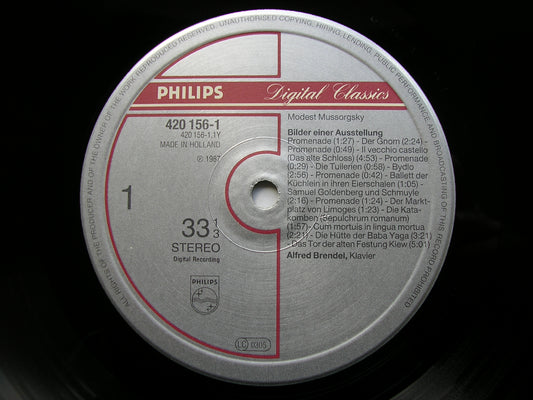 ALL RIGHTS OF THE PRODUCER AND OF THE OWNER OF THE WORK REPRODUCED RESERVED. UNAUTHORISED COPYING, HIRING, LENDING, PUBLIC PERFORMANCE AND BROADCASTING OF THIS RECORD PROHIBITED
PHILIPS
Digital Classics
420 156-1
420 156-1.1Y
MADE IN HOLLAND
℗ 1987
1
33 1/3
STEREO
Digital Recording
PHILIPS
LC 0305
Modest Mussorgsky
Bilder einer Ausstellung
Promenade (1:27) - Der Gnom (2:24) -
Promenade (0:49) - Il vecchio castello
(Das alte Schloss) (4:53) - Promenade
(0:29) - Die Tuilerien (0:58) - Bydlo
(2:56) - Promenade (0:42) - Ballett der
Küchlein in ihren Eierschalen (1:05) -
Samuel Goldenberg und Schmuyle
(2:16) - Promenade (1:24) - Der Markt-
platz von Limoges (1:23) - Die Kata-
komben (Sepulchrum romanum)
(1:57) - Cum mortuis in lingua mortua
(2:21) - Die Hütte der Baba Yaga (3:21)
- Das Tor der alten Festung Kiew (5:01)
Alfred Brendel, Klavier